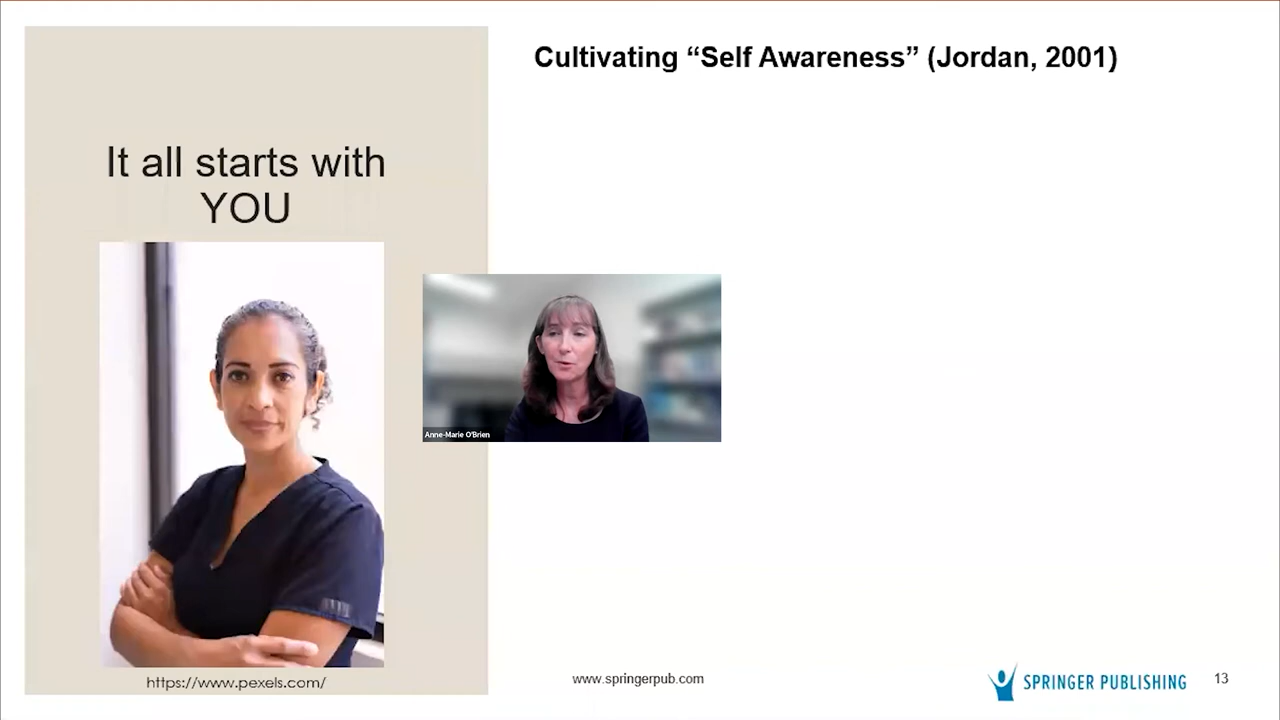 Cultivating “Self Awareness” (Jordan, 2001)
It all starts with
YOU
Anne-Marie O'Brien
https://www.pexels.com/
www.springerpub.com
SPRINGER PUBLISHING
13